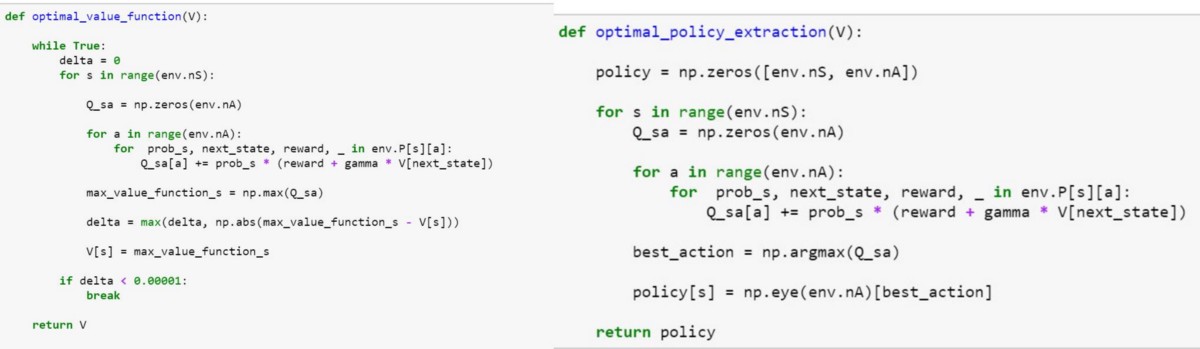 def optimal_value_function(V):
while True:
delta = 0
for s in range(env.nS):
Q_sa = np.zeros(env.nA)
for a in range(env.nA):
for prob_s, next_state, reward, _ in env.P[s][a]:
Q_sa[a] += prob_s * (reward + gamma * V[next_state])
max_value_function_s = np.max(Q_sa)
delta = max(delta, np.abs(max_value_function_s - V[s]))
V[s] = max_value_function_s
if delta < 0.00001:
break
return V
def optimal_policy_extraction(V):
policy = np.zeros([env.nS, env.nA])
for s in range(env.nS):
Q_sa = np.zeros(env.nA)
for a in range(env.nA):
for prob_s, next_state, reward, _ in env.P[s][a]:
Q_sa[a] += prob_s * (reward + gamma * V[next_state])
best_action = np.argmax(Q_sa)
policy[s] = np.eye(env.nA)[best_action]
return policy